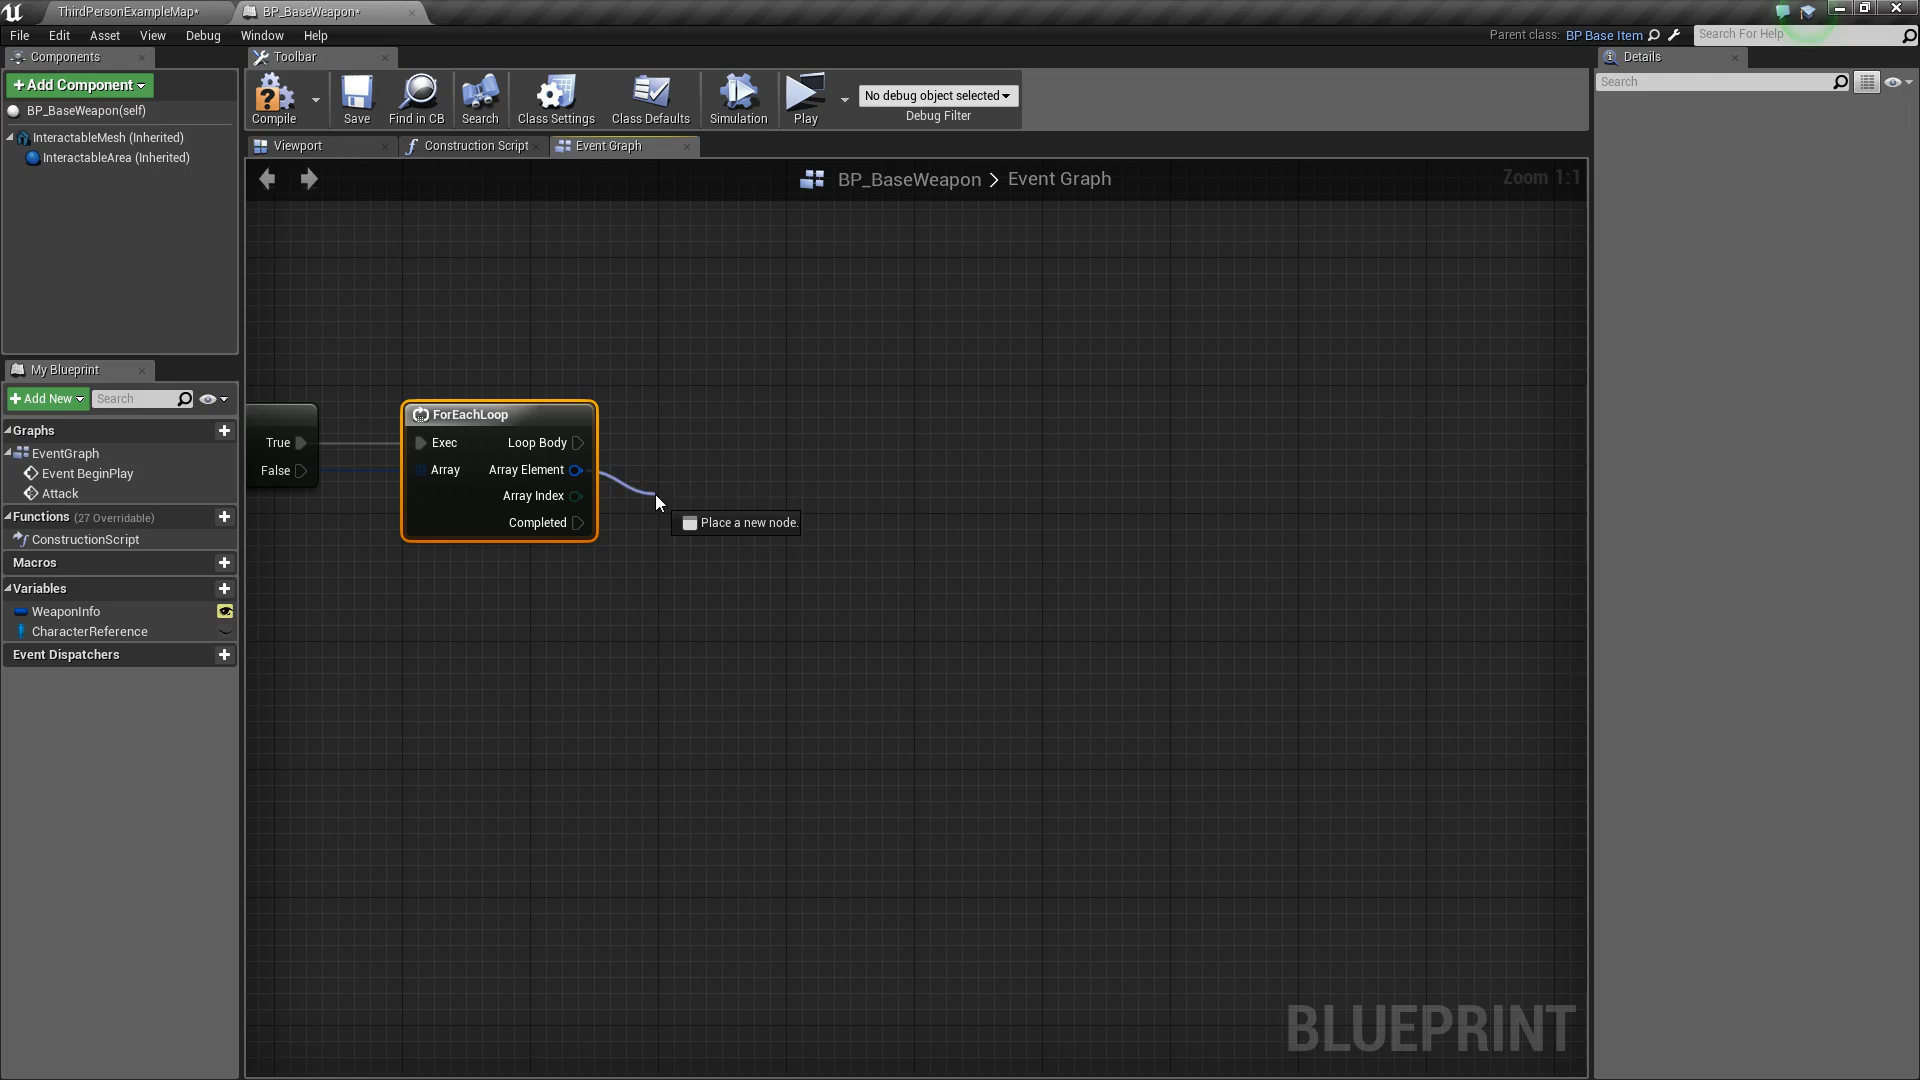 ThirdPersonExampleMap*
BP_BaseWeapon*
File Edit Asset View Debug Window Help
Parent class: BP Base Item
Search For Help
Components
Toolbar
Details
+Add Component
BP_BaseWeapon(self)
InteractableMesh (Inherited)
InteractableArea (Inherited)
Compile
Save
Find in CB
Search
Class Settings
Class Defaults
Simulation
Play
No debug object selected
Debug Filter
Search
Viewport
Construction Script
Event Graph
BP_BaseWeapon > Event Graph
Zoom 1:1
My Blueprint
+Add New
Search
Graphs
EventGraph
Event BeginPlay
Attack
Functions (27 Overridable)
ConstructionScript
Macros
Variables
WeaponInfo
CharacterReference
Event Dispatchers
True
False
ForEachLoop
Exec
Loop Body
Array
Array Element
Array Index
Completed
Place a new node.
BLUEPRINT